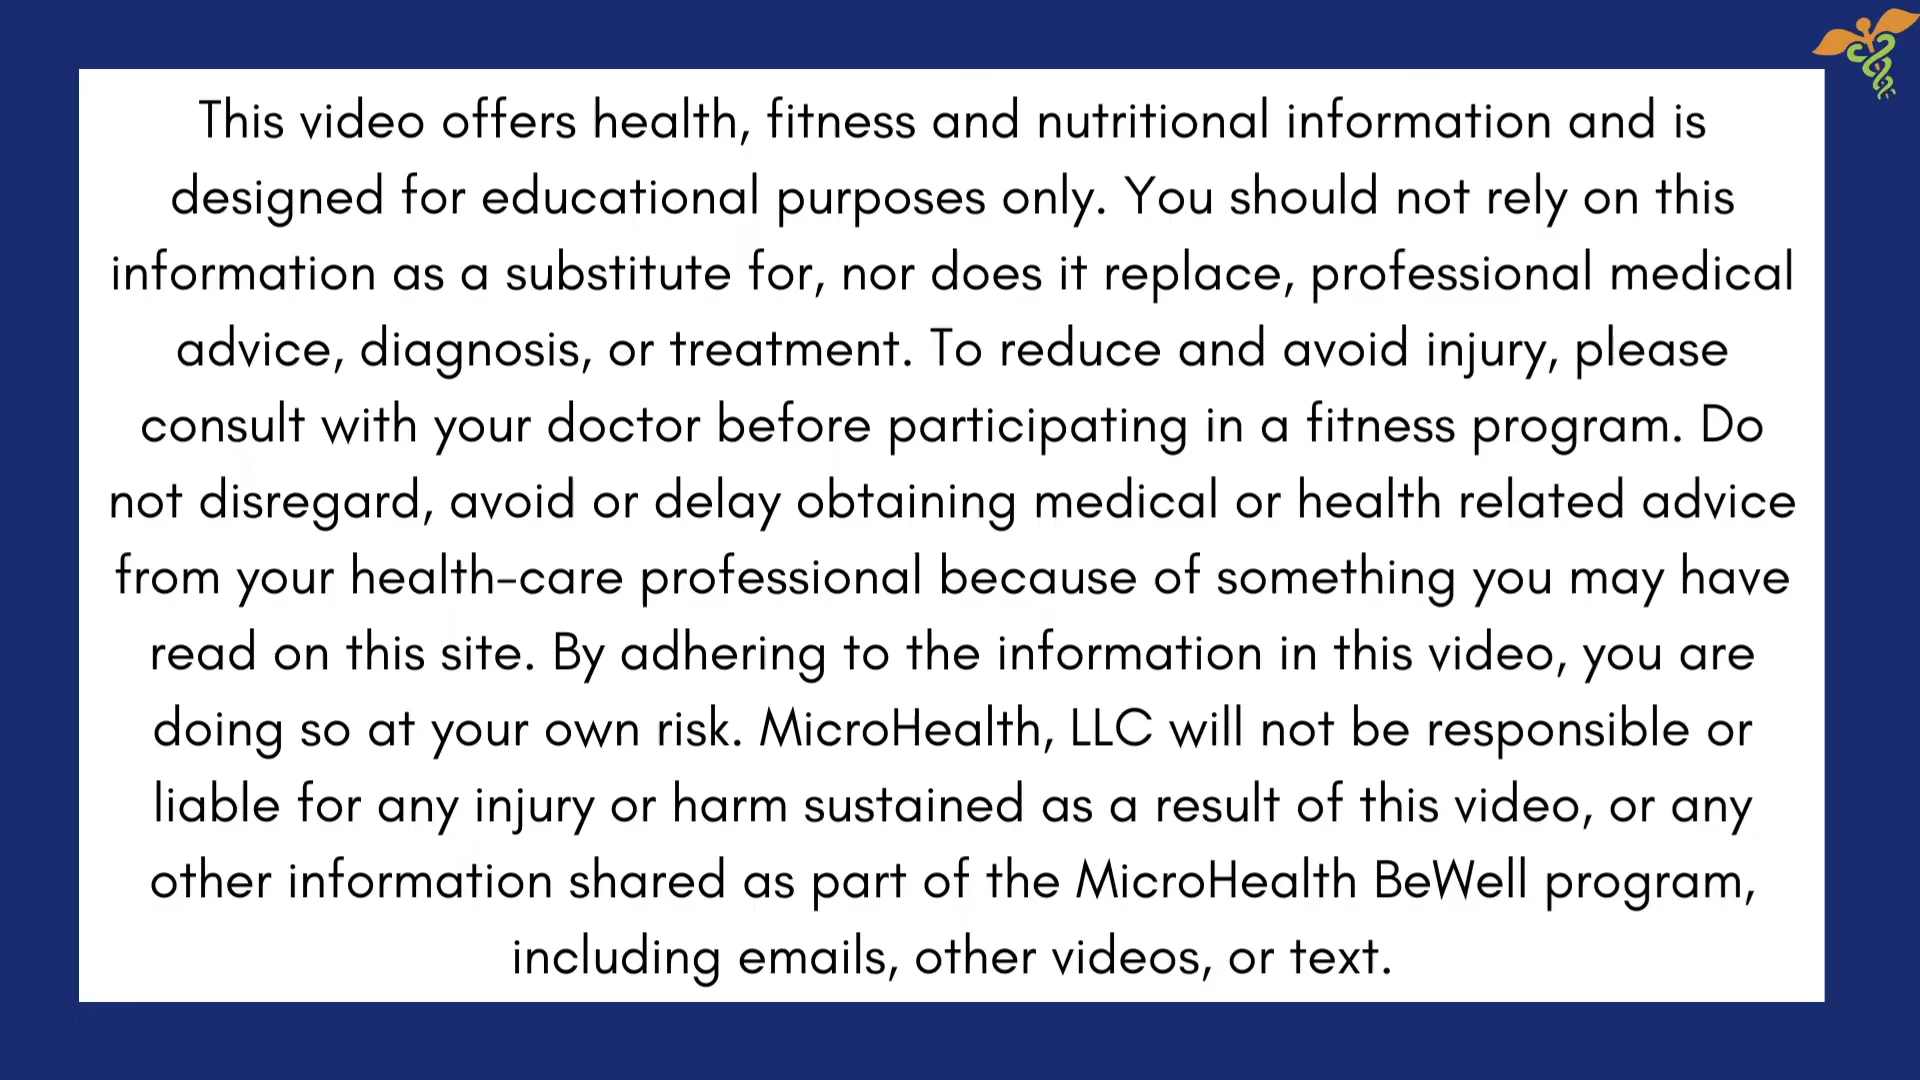 This video offers health, fitness and nutritional information and is
designed for educational purposes only. You should not rely on this
information as a substitute for, nor does it replace, professional medical
advice, diagnosis, or treatment. To reduce and avoid injury, please
consult with your doctor before participating in a fitness program. Do
not disregard, avoid or delay obtaining medical or health related advice
from your health-care professional because of something you may have
read on this site. By adhering to the information in this video, you are
doing so at your own risk. MicroHealth, LLC will not be responsible or
liable for any injury or harm sustained as a result of this video, or any
other information shared as part of the MicroHealth BeWell program,
including emails, other videos, or text.